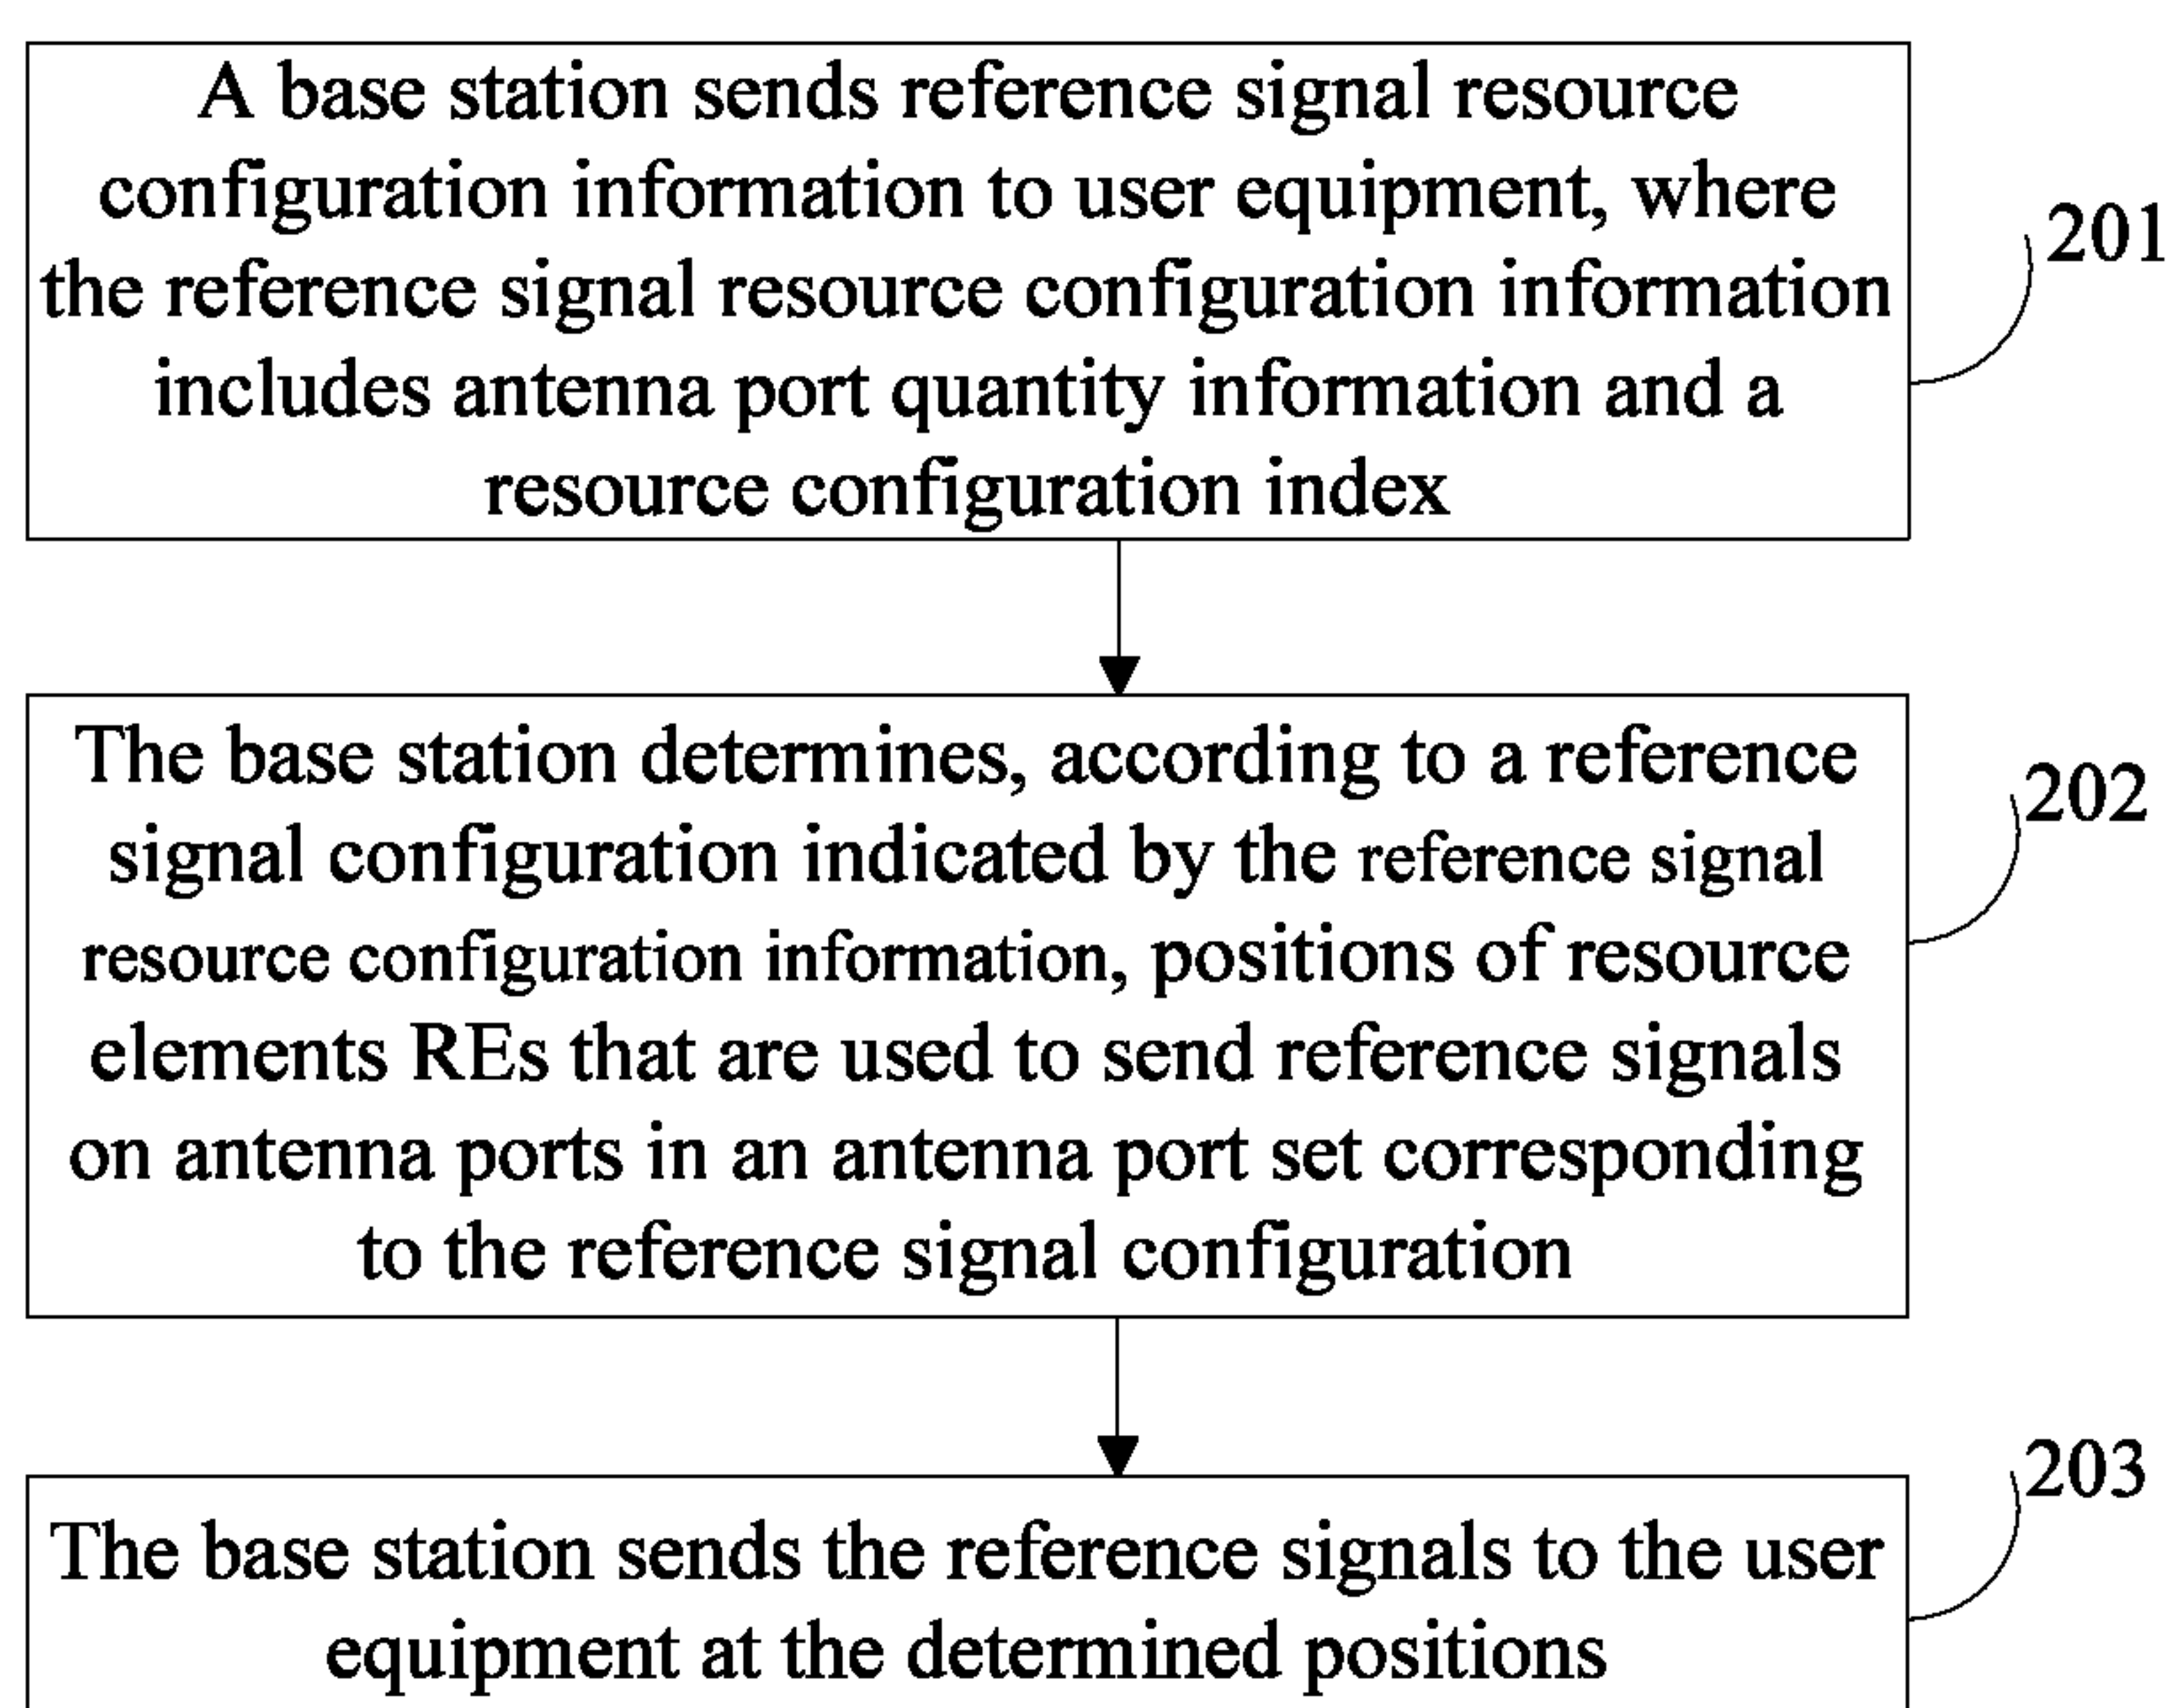 A base station sends reference signal resource
configuration information to user equipment, where
the reference signal resource configuration information
includes antenna port quantity information and a
resource configuration index
201
The base station determines, according to a reference
signal configuration indicated by the reference signal
resource configuration information, positions of resource
elements REs that are used to send reference signals
on antenna ports in an antenna port set corresponding
to the reference signal configuration
202
The base station sends the reference signals to the user
equipment at the determined positions
203